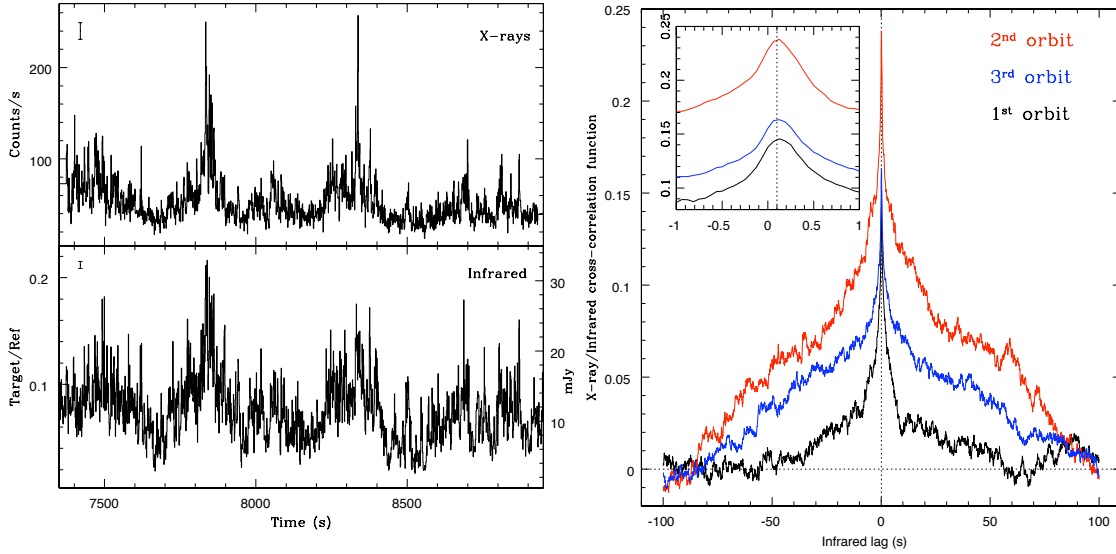 X-rays
Counts/s
200
100
Infrared
Target/Ref
0.2
0.1
30
20
10
mJy
7500 8000 8500
Time (s)
X-ray/Infrared cross-correlation function
0.25
0.2
0.15
0.1
0.05
0
-100 -50 0 50 100
Infrared lag (s)
0.25
0.2
0.15
0.1
-1 -0.5 0 0.5 1
2nd orbit
3rd orbit
1st orbit